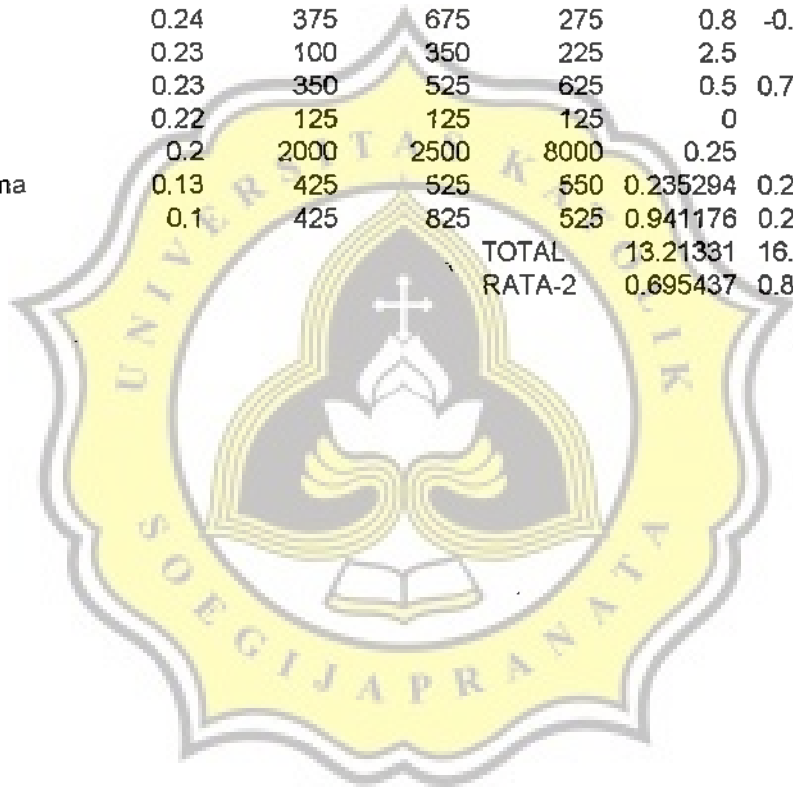 0.24 375 675 275 0.8 -0.
0.23 100 350 225 2.5
0.23 350 525 625 0.5 0.7
0.22 125 125 125 0
0.2 2000 2500 8000 0.25
ma 0.13 425 525 550 0.235294 0.2
0.1 425 825 525 0.941176 0.2
TOTAL 13.21331 16.
RATA-2 0.695437 0.8
UNIVERSITAS KATOLIK
SOEGIJAPRANATA